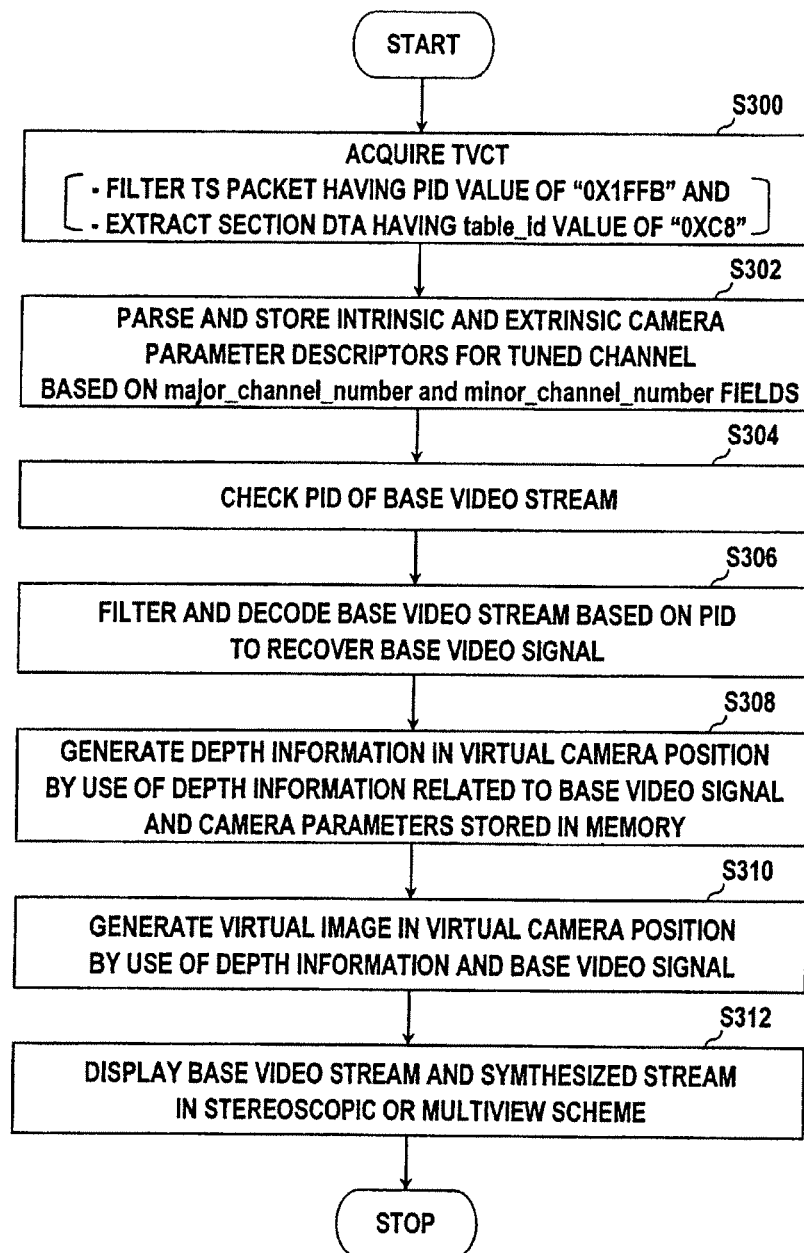 START
S300
ACQUIRE TVCT
- FILTER TS PACKET HAVING PID VALUE OF “0X1FFB” AND
- EXTRACT SECTION DTA HAVING table_id VALUE OF “0XC8”
S302
PARSE AND STORE INTRINSIC AND EXTRINSIC CAMERA
PARAMETER DESCRIPTORS FOR TUNED CHANNEL
BASED ON major_channel_number and minor_channel_number FIELDS
S304
CHECK PID OF BASE VIDEO STREAM
S306
FILTER AND DECODE BASE VIDEO STREAM BASED ON PID
TO RECOVER BASE VIDEO SIGNAL
S308
GENERATE DEPTH INFORMATION IN VIRTUAL CAMERA POSITION
BY USE OF DEPTH INFORMATION RELATED TO BASE VIDEO SIGNAL
AND CAMERA PARAMETERS STORED IN MEMORY
S310
GENERATE VIRTUAL IMAGE IN VIRTUAL CAMERA POSITION
BY USE OF DEPTH INFORMATION AND BASE VIDEO SIGNAL
S312
DISPLAY BASE VIDEO STREAM AND SYMTHESIZED STREAM
IN STEREOSCOPIC OR MULTIVIEW SCHEME
STOP